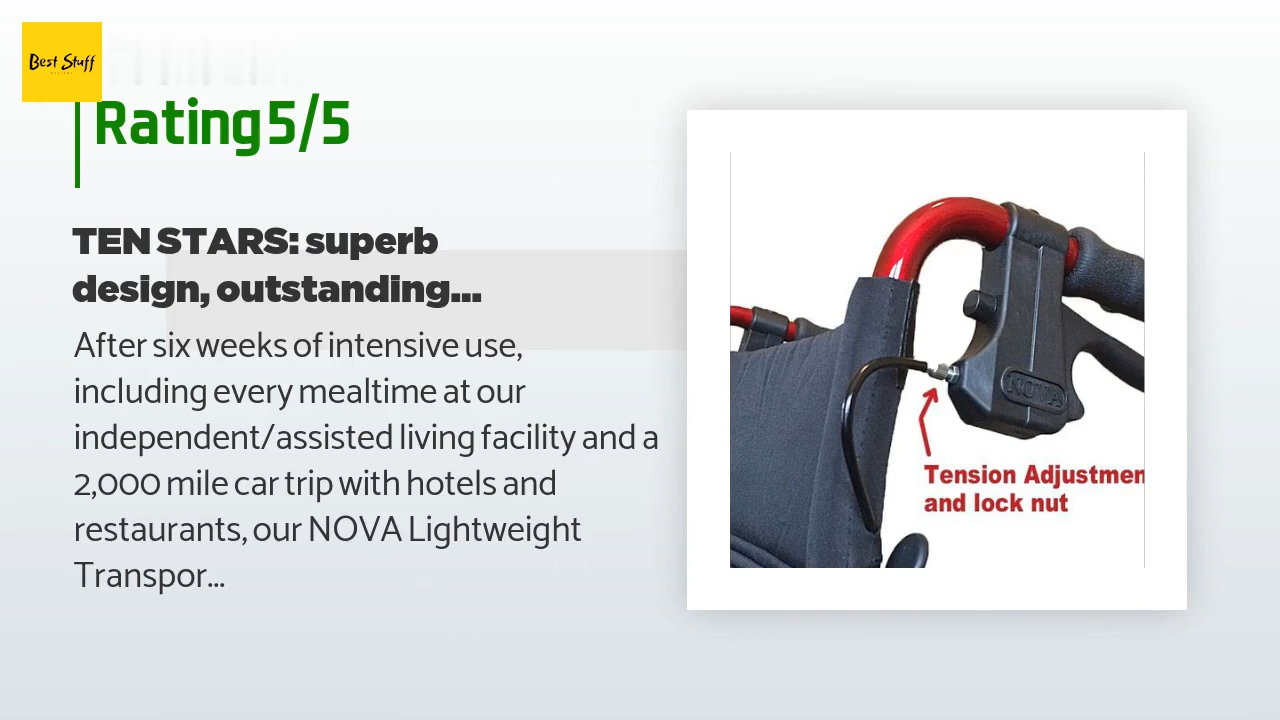 Best Stuff
Rating 5/5
TEN STARS: superb
design, outstanding...
After six weeks of intensive use,
including every mealtime at our
independent/assisted living facility and a
2,000 mile car trip with hotels and
restaurants, our NOVA Lightweight
Transpor...
NOVA
Tension Adjustmen
and lock nut